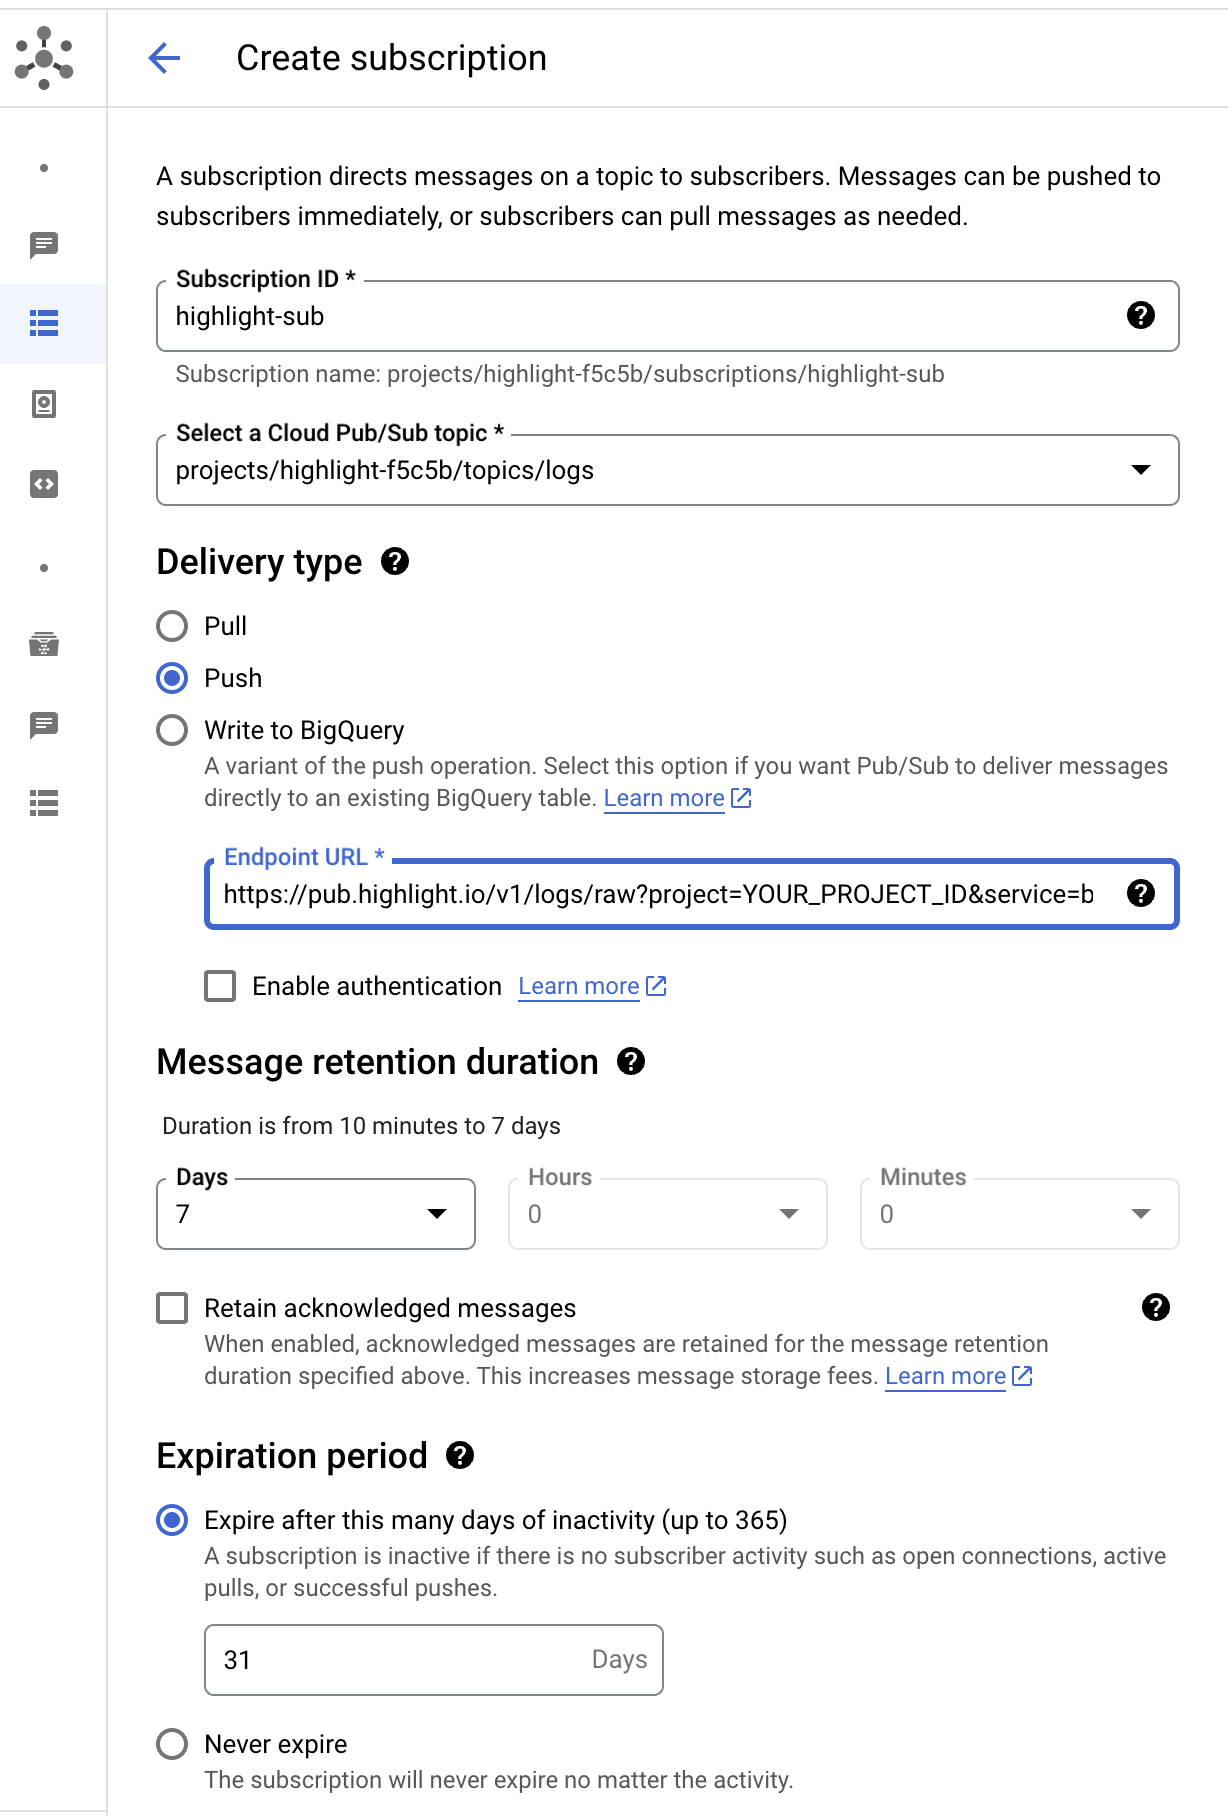 Create subscription
A subscription directs messages on a topic to subscribers. Messages can be pushed to
subscribers immediately, or subscribers can pull messages as needed.
Subscription ID *
highlight-sub
Subscription name: projects/highlight-f5c5b/subscriptions/highlight-sub
Select a Cloud Pub/Sub topic *
projects/highlight-f5c5b/topics/logs
Delivery type
Pull
Push
Write to BigQuery
A variant of the push operation. Select this option if you want Pub/Sub to deliver messages
directly to an existing BigQuery table. Learn more
Endpoint URL *
https://pub.highlight.io/v1/logs/raw?project=YOUR_PROJECT_ID&service=b
Enable authentication Learn more
Message retention duration
Duration is from 10 minutes to 7 days
Days Hours Minutes
7 0 0
Retain acknowledged messages
When enabled, acknowledged messages are retained for the message retention
duration specified above. This increases message storage fees. Learn more
Expiration period
Expire after this many days of inactivity (up to 365)
A subscription is inactive if there is no subscriber activity such as open connections, active
pulls, or successful pushes.
31 Days
Never expire
The subscription will never expire no matter the activity.